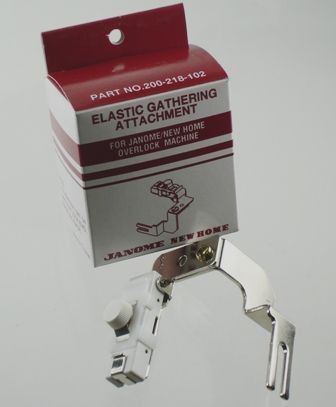 PART NO.200-218-102
ELASTIC GATHERING
ATTACHMENT
FOR JANOME/NEW HOME
OVERLOCK MACHINE
JANOME NEW HOME